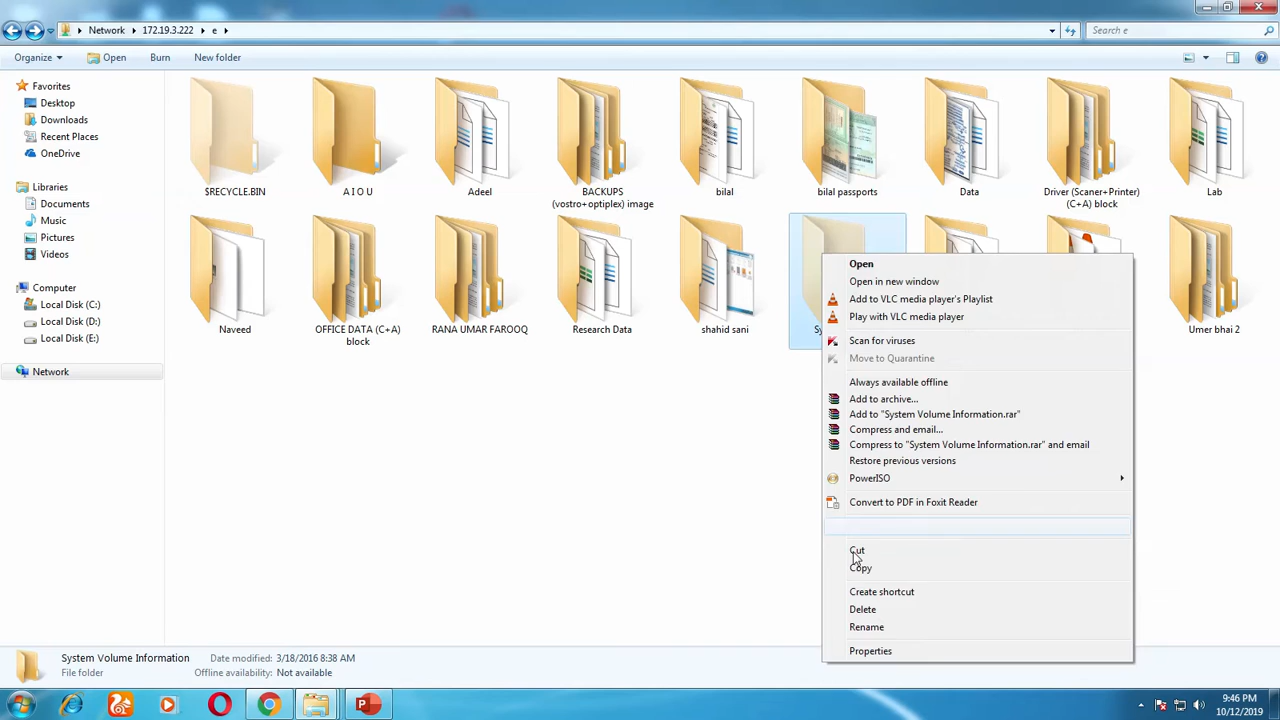 Network
172.19.3.222
e
Search e
Organize
Open
Burn
New folder
Favorites
Desktop
Downloads
Recent Places
OneDrive
Libraries
Documents
Music
Pictures
Videos
Computer
Local Disk (C:)
Local Disk (D:)
Local Disk (E:)
Network
$RECYCLE.BIN
A I O U
Adeel
BACKUPS
(vostro+optiplex) image
bilal
bilal passports
Data
Driver (Scaner+Printer)
(C+A) block
Lab
Naveed
OFFICE DATA (C+A)
block
RANA UMAR FAROOQ
Research Data
shahid sani
Sy
Umer bhai 2
Open
Open in new window
Add to VLC media player's Playlist
Play with VLC media player
Scan for viruses
Move to Quarantine
Always available offline
Add to archive...
Add to "System Volume Information.rar"
Compress and email...
Compress to "System Volume Information.rar" and email
Restore previous versions
PowerISO
Convert to PDF in Foxit Reader
Cut
Copy
Create shortcut
Delete
Rename
Properties
System Volume Information
Date modified: 3/18/2016 8:38 AM
File folder
Offline availability: Not available
9:46 PM
10/12/2019